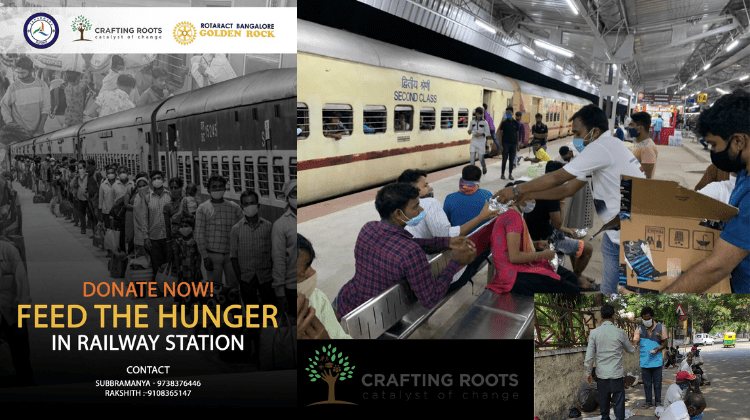 CRAFTING ROOTS
catalyst of change
ROTARACT BANGALORE
GOLDEN ROCK
DONATE NOW!
FEED THE HUNGER
IN RAILWAY STATION
CONTACT
SUBBRAMANYA - 9738376446
RAKSHITH :-9108365147
द्वितीय श्रेणी
SECOND CLASS
CRAFTING ROOTS
catalyst of change